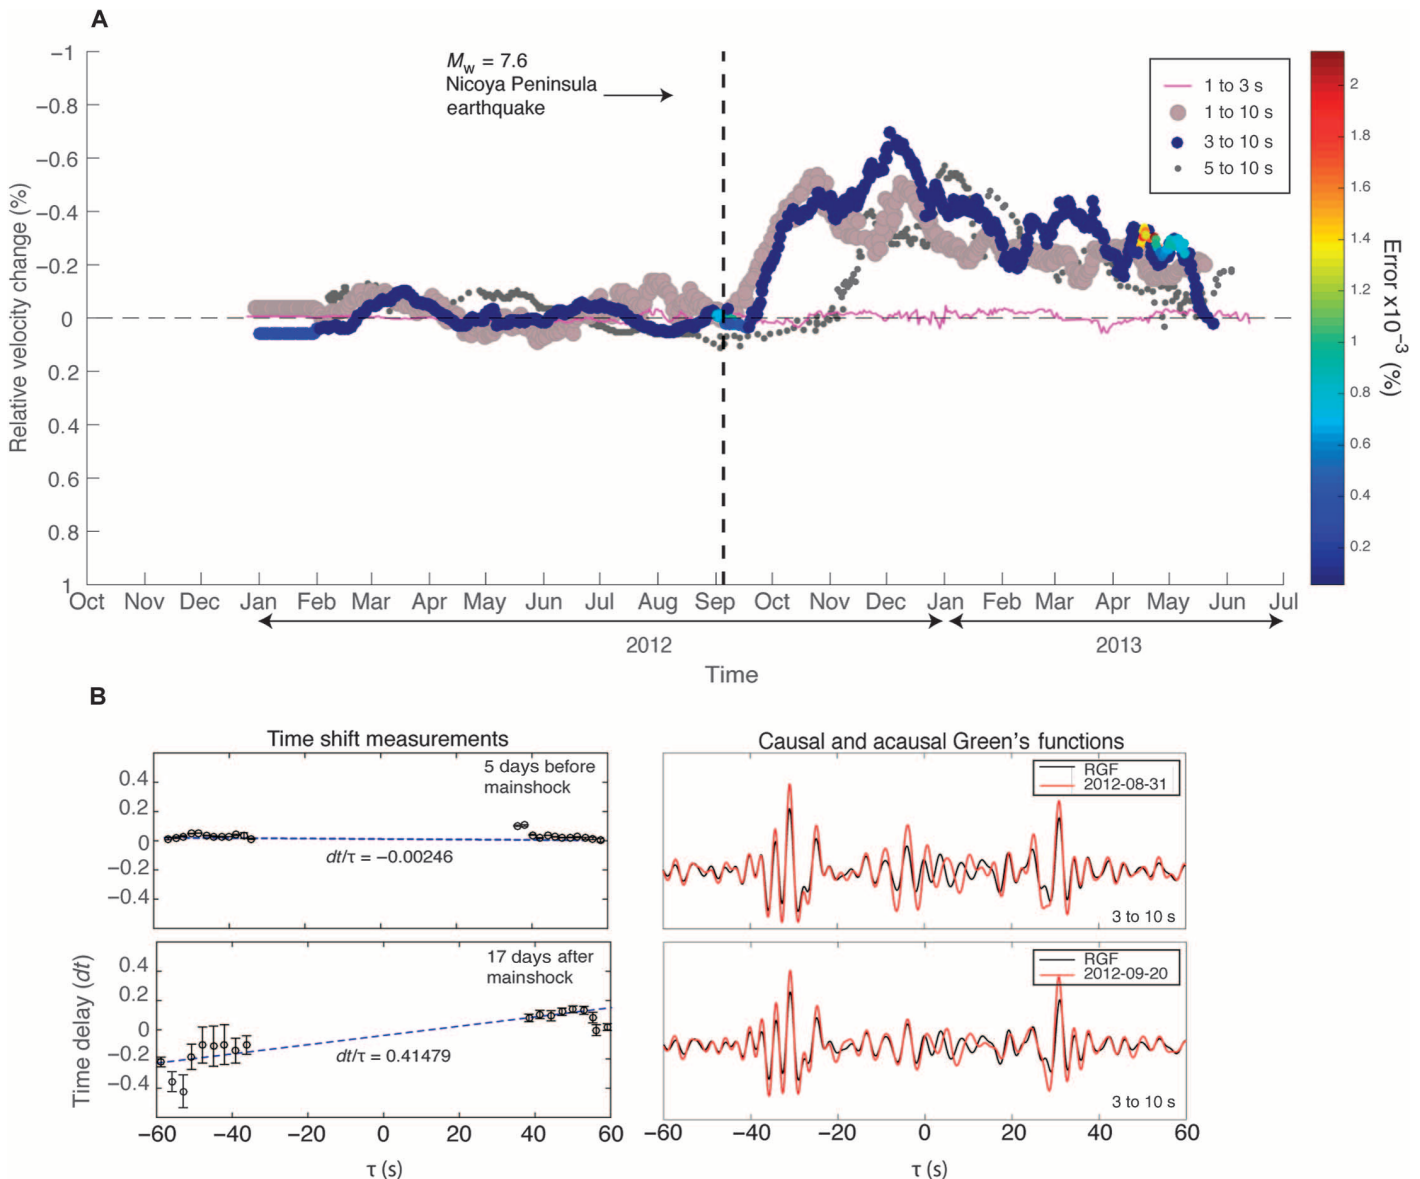 A
−1
−0.8
−0.6
−0.4
−0.2
0
0.2
0.4
0.6
0.8
1
Relative velocity change (%)
Mw = 7.6
Nicoya Peninsula
earthquake
1 to 3 s
1 to 10 s
3 to 10 s
5 to 10 s
2
1.8
1.6
1.4
1.2
1
0.8
0.6
0.4
0.2
Error x10−3 (%)
Oct Nov Dec Jan Feb Mar Apr May Jun Jul Aug Sep Oct Nov Dec Jan Feb Mar Apr May Jun Jul
2012 2013
Time
B
Time shift measurements
5 days before
mainshock
0.4
0.2
0
−0.2
−0.4
dt/τ = −0.00246
17 days after
mainshock
0.4
0.2
0
−0.2
−0.4
dt/τ = 0.41479
Time delay (dt)
−60 −40 −20 0 20 40 60
τ (s)
Causal and acausal Green's functions
RGF
2012-08-31
3 to 10 s
RGF
2012-09-20
3 to 10 s
−60 −40 −20 0 20 40 60
τ (s)